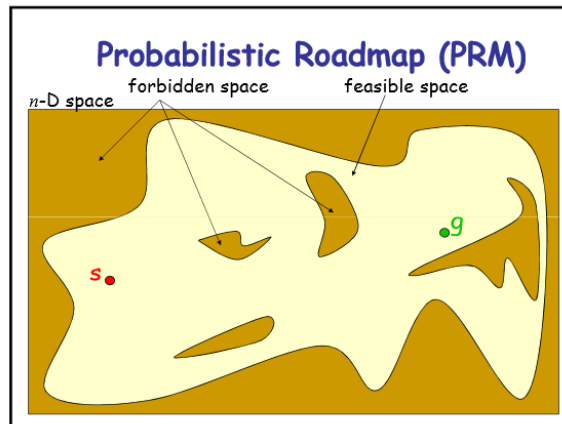 Probabilistic Roadmap (PRM)
forbidden space
feasible space
n-D space
g
s